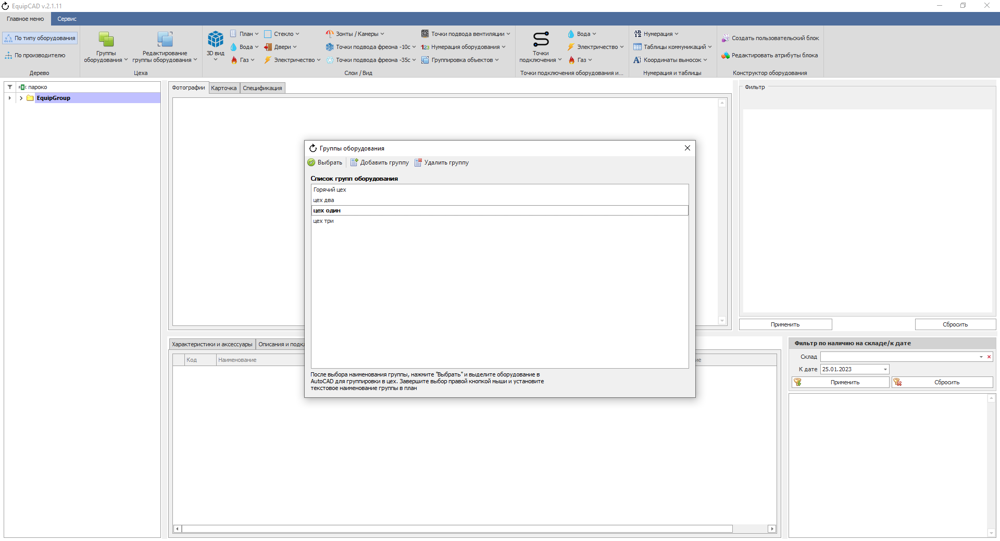 EquipCAD v.2.1.11
Главное меню
Сервис
По типу оборудования
По производителю
Дерево
Группы
оборудования
Редактирование
группы оборудования
Цеха
3D вид
План
Вода
Газ
Стекло
Двери
Электричество
Зонты / Камеры
Точки подвода фреона -10с
Точки подвода фреона -35с
Точки подвода вентиляции
123 Нумерация оборудования
Группировка объектов
Слои / Вид
Точки
подключения
Вода
Электричество
Газ
Точки подключения оборудования и...
AB
12 Нумерация
Таблицы коммуникаций
Координаты выносок
Нумерация и таблицы
Создать пользовательский блок
Редактировать атрибуты блока
Конструктор оборудования
пароко
EquipGroup
Фотографии
Карточка
Спецификация
Фильтр
Применить
Сбросить
Группы оборудования
Выбрать
Добавить группу
Удалить группу
Список групп оборудования
Горячий цех
цех два
цех один
цех три
После выбора наименования группы, нажмите "Выбрать" и выделите оборудование в
AutoCAD для группировки в цех. Завершите выбор правой кнопкой мыши и установите
текстовое наименование группы в план
Характеристики и аксессуары
Описания и подкл
Код
Наименование
ие
Фильтр по наличию на складе/к дате
Склад
К дате
25.01.2023
Применить
Сбросить